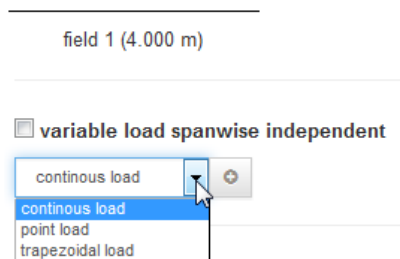 field 1 (4.000 m)
variable load spanwise independent
continous load
continous load
point load
trapezoidal load